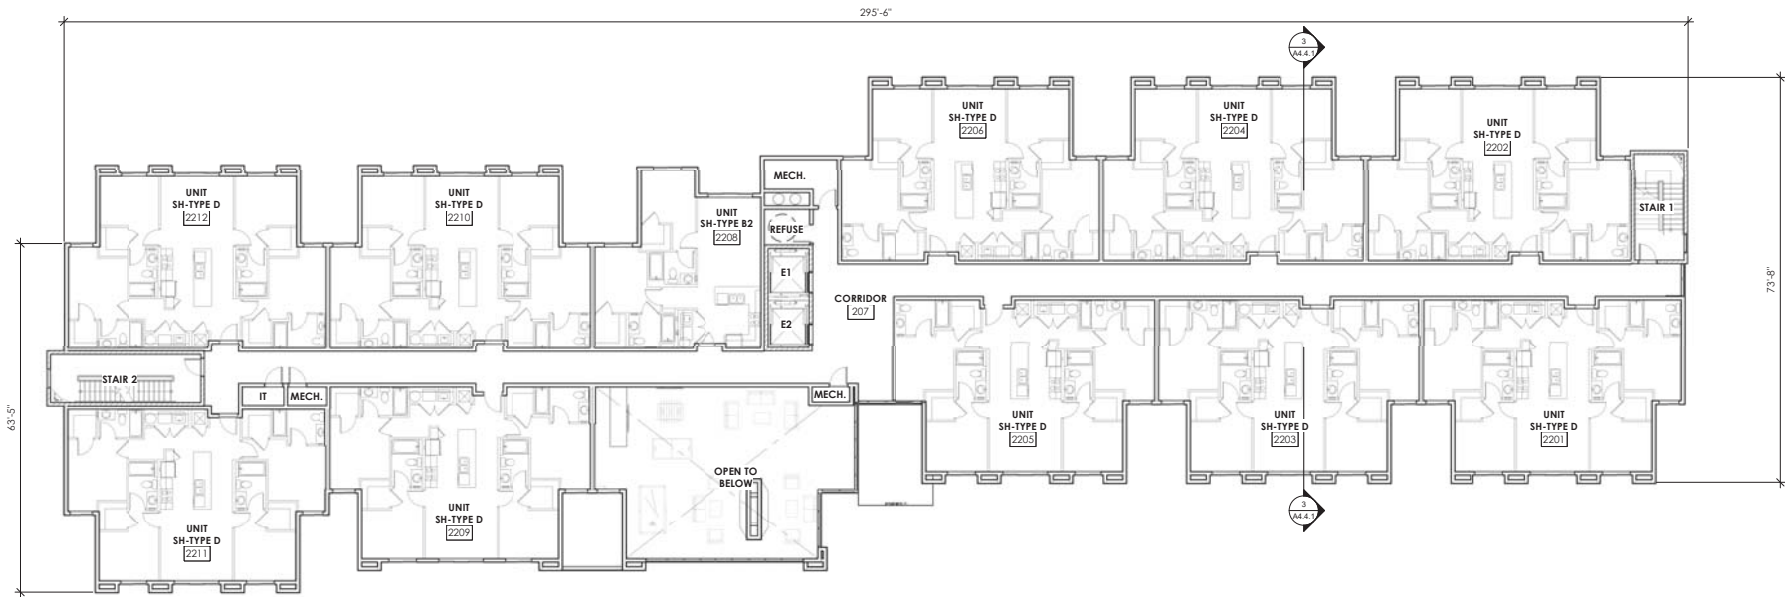 295'-6"
3
A4.4.1
UNIT
SH-TYPE D
2206
UNIT
SH-TYPE D
2204
UNIT
SH-TYPE D
2202
MECH.
UNIT
SH-TYPE D
2212
UNIT
SH-TYPE D
2210
UNIT
SH-TYPE B2
2208
REFUSE
STAIR 1
E1
E2
CORRIDOR
207
73'-8"
STAIR 2
IT
MECH.
MECH.
63'-5"
UNIT
SH-TYPE D
2205
UNIT
SH-TYPE D
2203
UNIT
SH-TYPE D
2201
OPEN TO
BELOW
UNIT
SH-TYPE D
2211
UNIT
SH-TYPE D
2209
3
A4.4.1